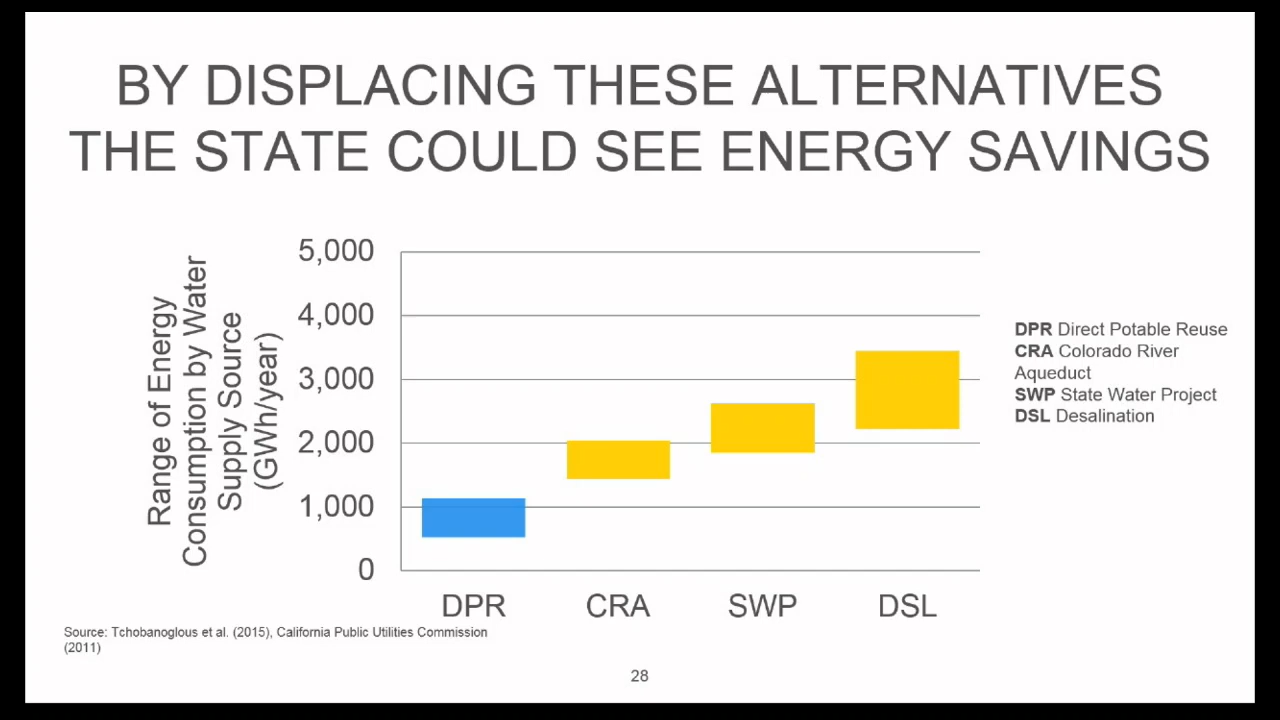 BY DISPLACING THESE ALTERNATIVES
THE STATE COULD SEE ENERGY SAVINGS
Range of Energy
Consumption by Water
Supply Source
(GWh/year)
5,000
4,000
3,000
2,000
1,000
0
DPR
CRA
SWP
DSL
DPR Direct Potable Reuse
CRA Colorado River
Aqueduct
SWP State Water Project
DSL Desalination
Source: Tchobanoglous et al. (2015), California Public Utilities Commission
(2011)
28